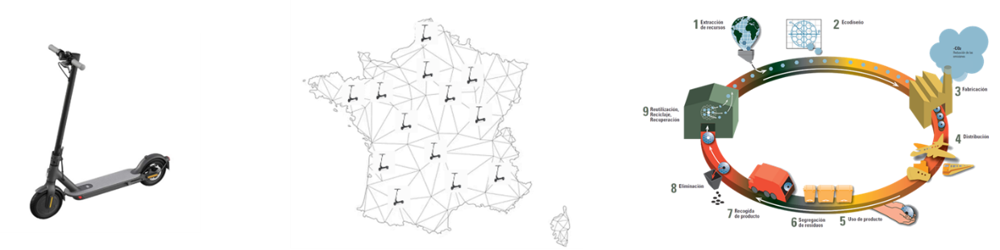 1 Extracción
de recursos
2 Ecodiseño
-CO₂
3 Fabricación
4 Distribución
5 Uso de producto
6 Segregación
de residuos
7 Recogida
de producto
8 Eliminación
9 Reutilización,
Reciclaje,
Recuperación